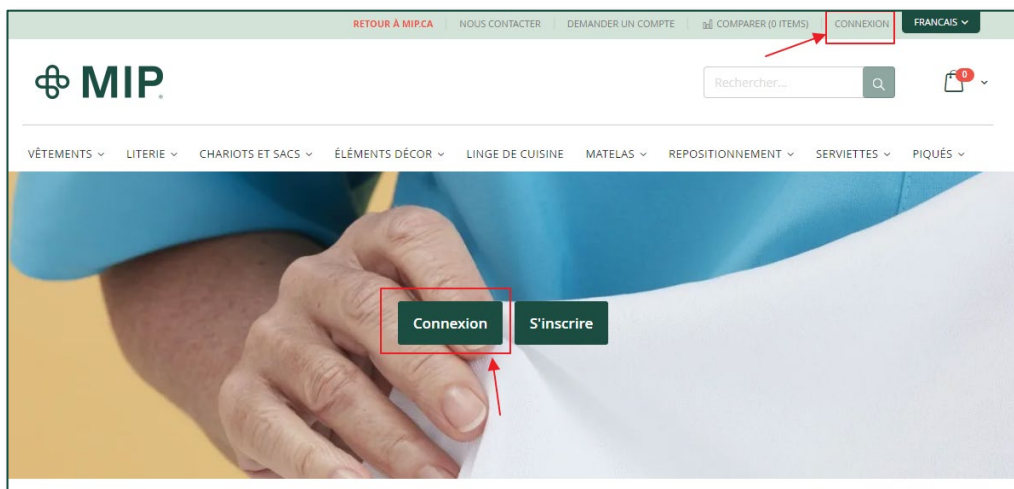 RETOUR À MIP.CA NOUS CONTACTER DEMANDER UN COMPTE COMPARER (0 ITEMS) CONNEXION FRANCAIS
MIP
Rechercher...
0
VÊTEMENTS LITERIE CHARIOTS ET SACS ÉLÉMENTS DÉCOR LINGE DE CUISINE MATELAS REPOSITIONNEMENT SERVIETTES PIQUÉS
Connexion S'inscrire